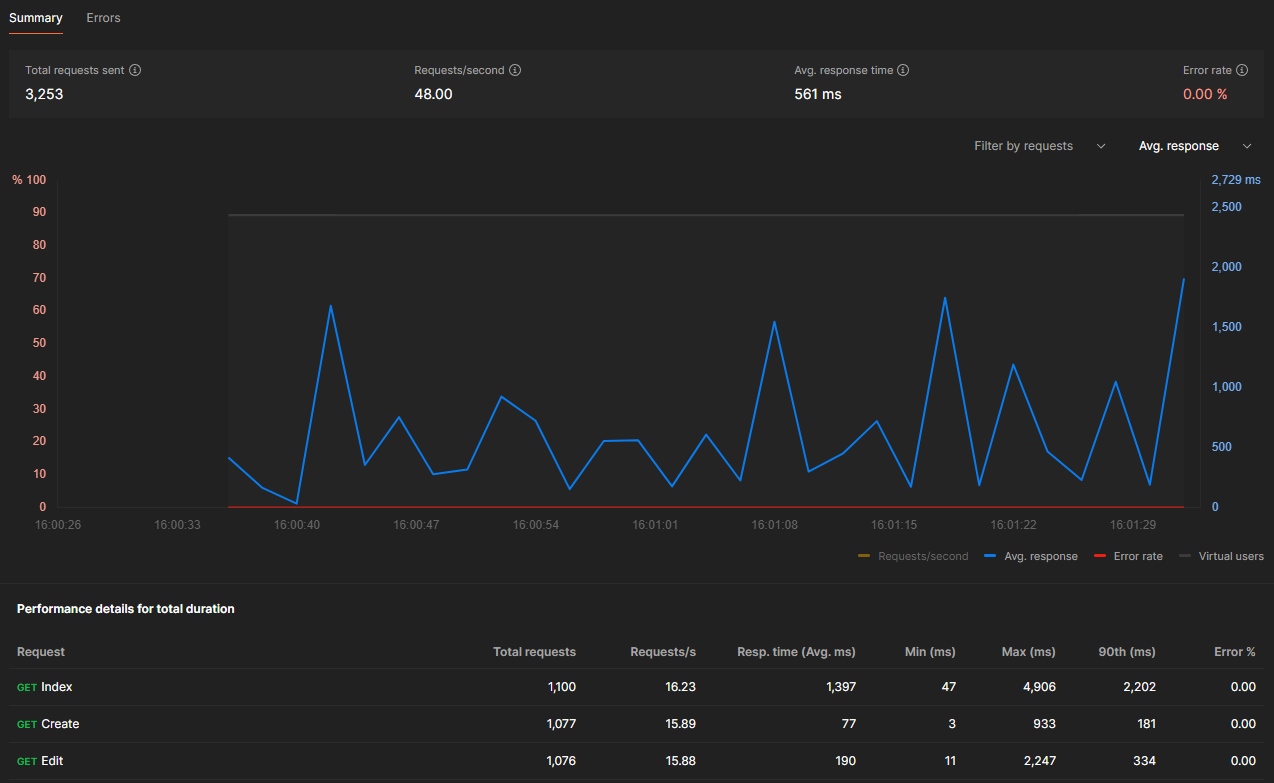 Summary Errors
Total requests sent Requests/second Avg. response time Error rate
3,253 48.00 561 ms 0.00 %
Filter by requests Avg. response
% 100 2,729 ms
90 2,500
80
70 2,000
60 1,500
50
40 1,000
30
20 500
10
0 0
16:00:26 16:00:33 16:00:40 16:00:47 16:00:54 16:01:01 16:01:08 16:01:15 16:01:22 16:01:29
Requests/second Avg. response Error rate Virtual users
Performance details for total duration
Request Total requests Requests/s Resp. time (Avg. ms) Min (ms) Max (ms) 90th (ms) Error %
GET Index 1,100 16.23 1,397 47 4,906 2,202 0.00
GET Create 1,077 15.89 77 3 933 181 0.00
GET Edit 1,076 15.88 190 11 2,247 334 0.00